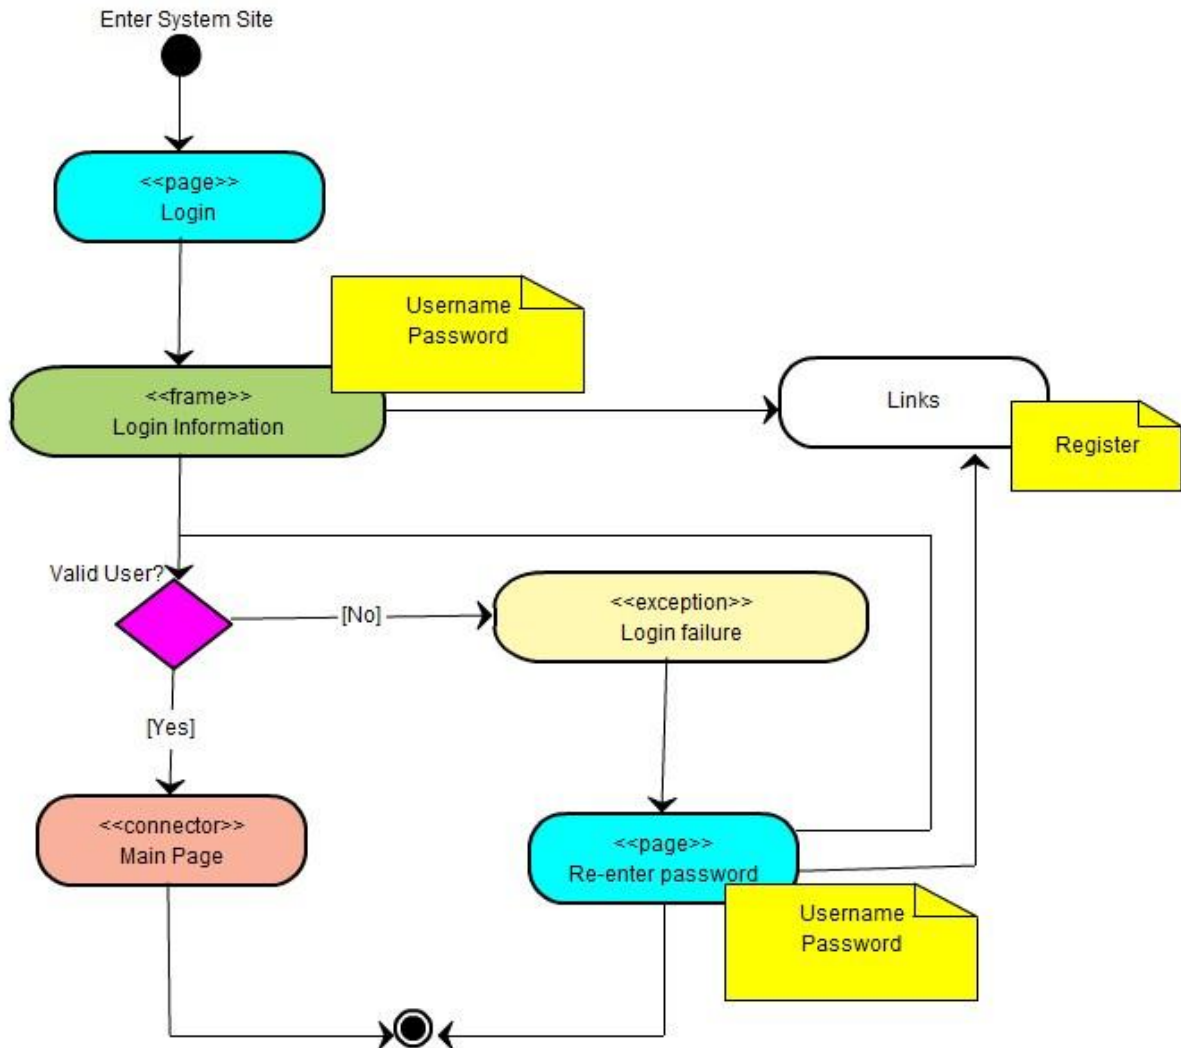 Enter System Site
<<page>>
Login
Username
Password
<<frame>>
Login Information
Links
Register
Valid User?
[No]
<<exception>>
Login failure
[Yes]
<<connector>>
Main Page
<<page>>
Re-enter password
Username
Password